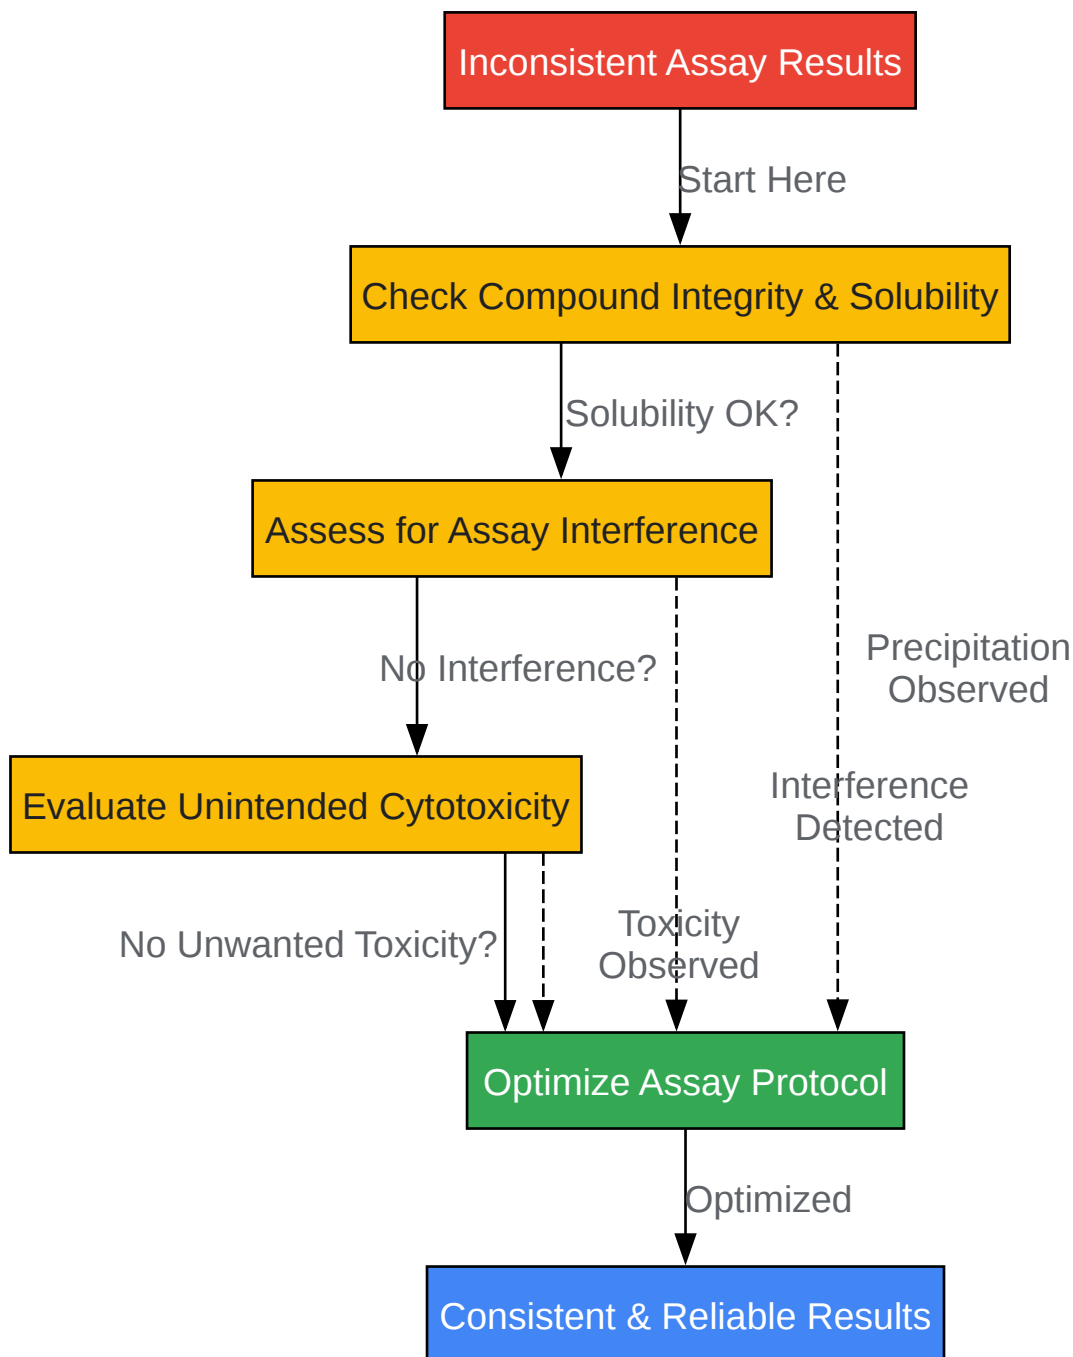 Inconsistent Assay Results
Start Here
Check Compound Integrity & Solubility
Solubility OK?
Assess for Assay Interference
No Interference?
Precipitation
Observed
Interference
Detected
Evaluate Unintended Cytotoxicity
No Unwanted Toxicity?
Toxicity
Observed
Optimize Assay Protocol
Optimized
Consistent & Reliable Results